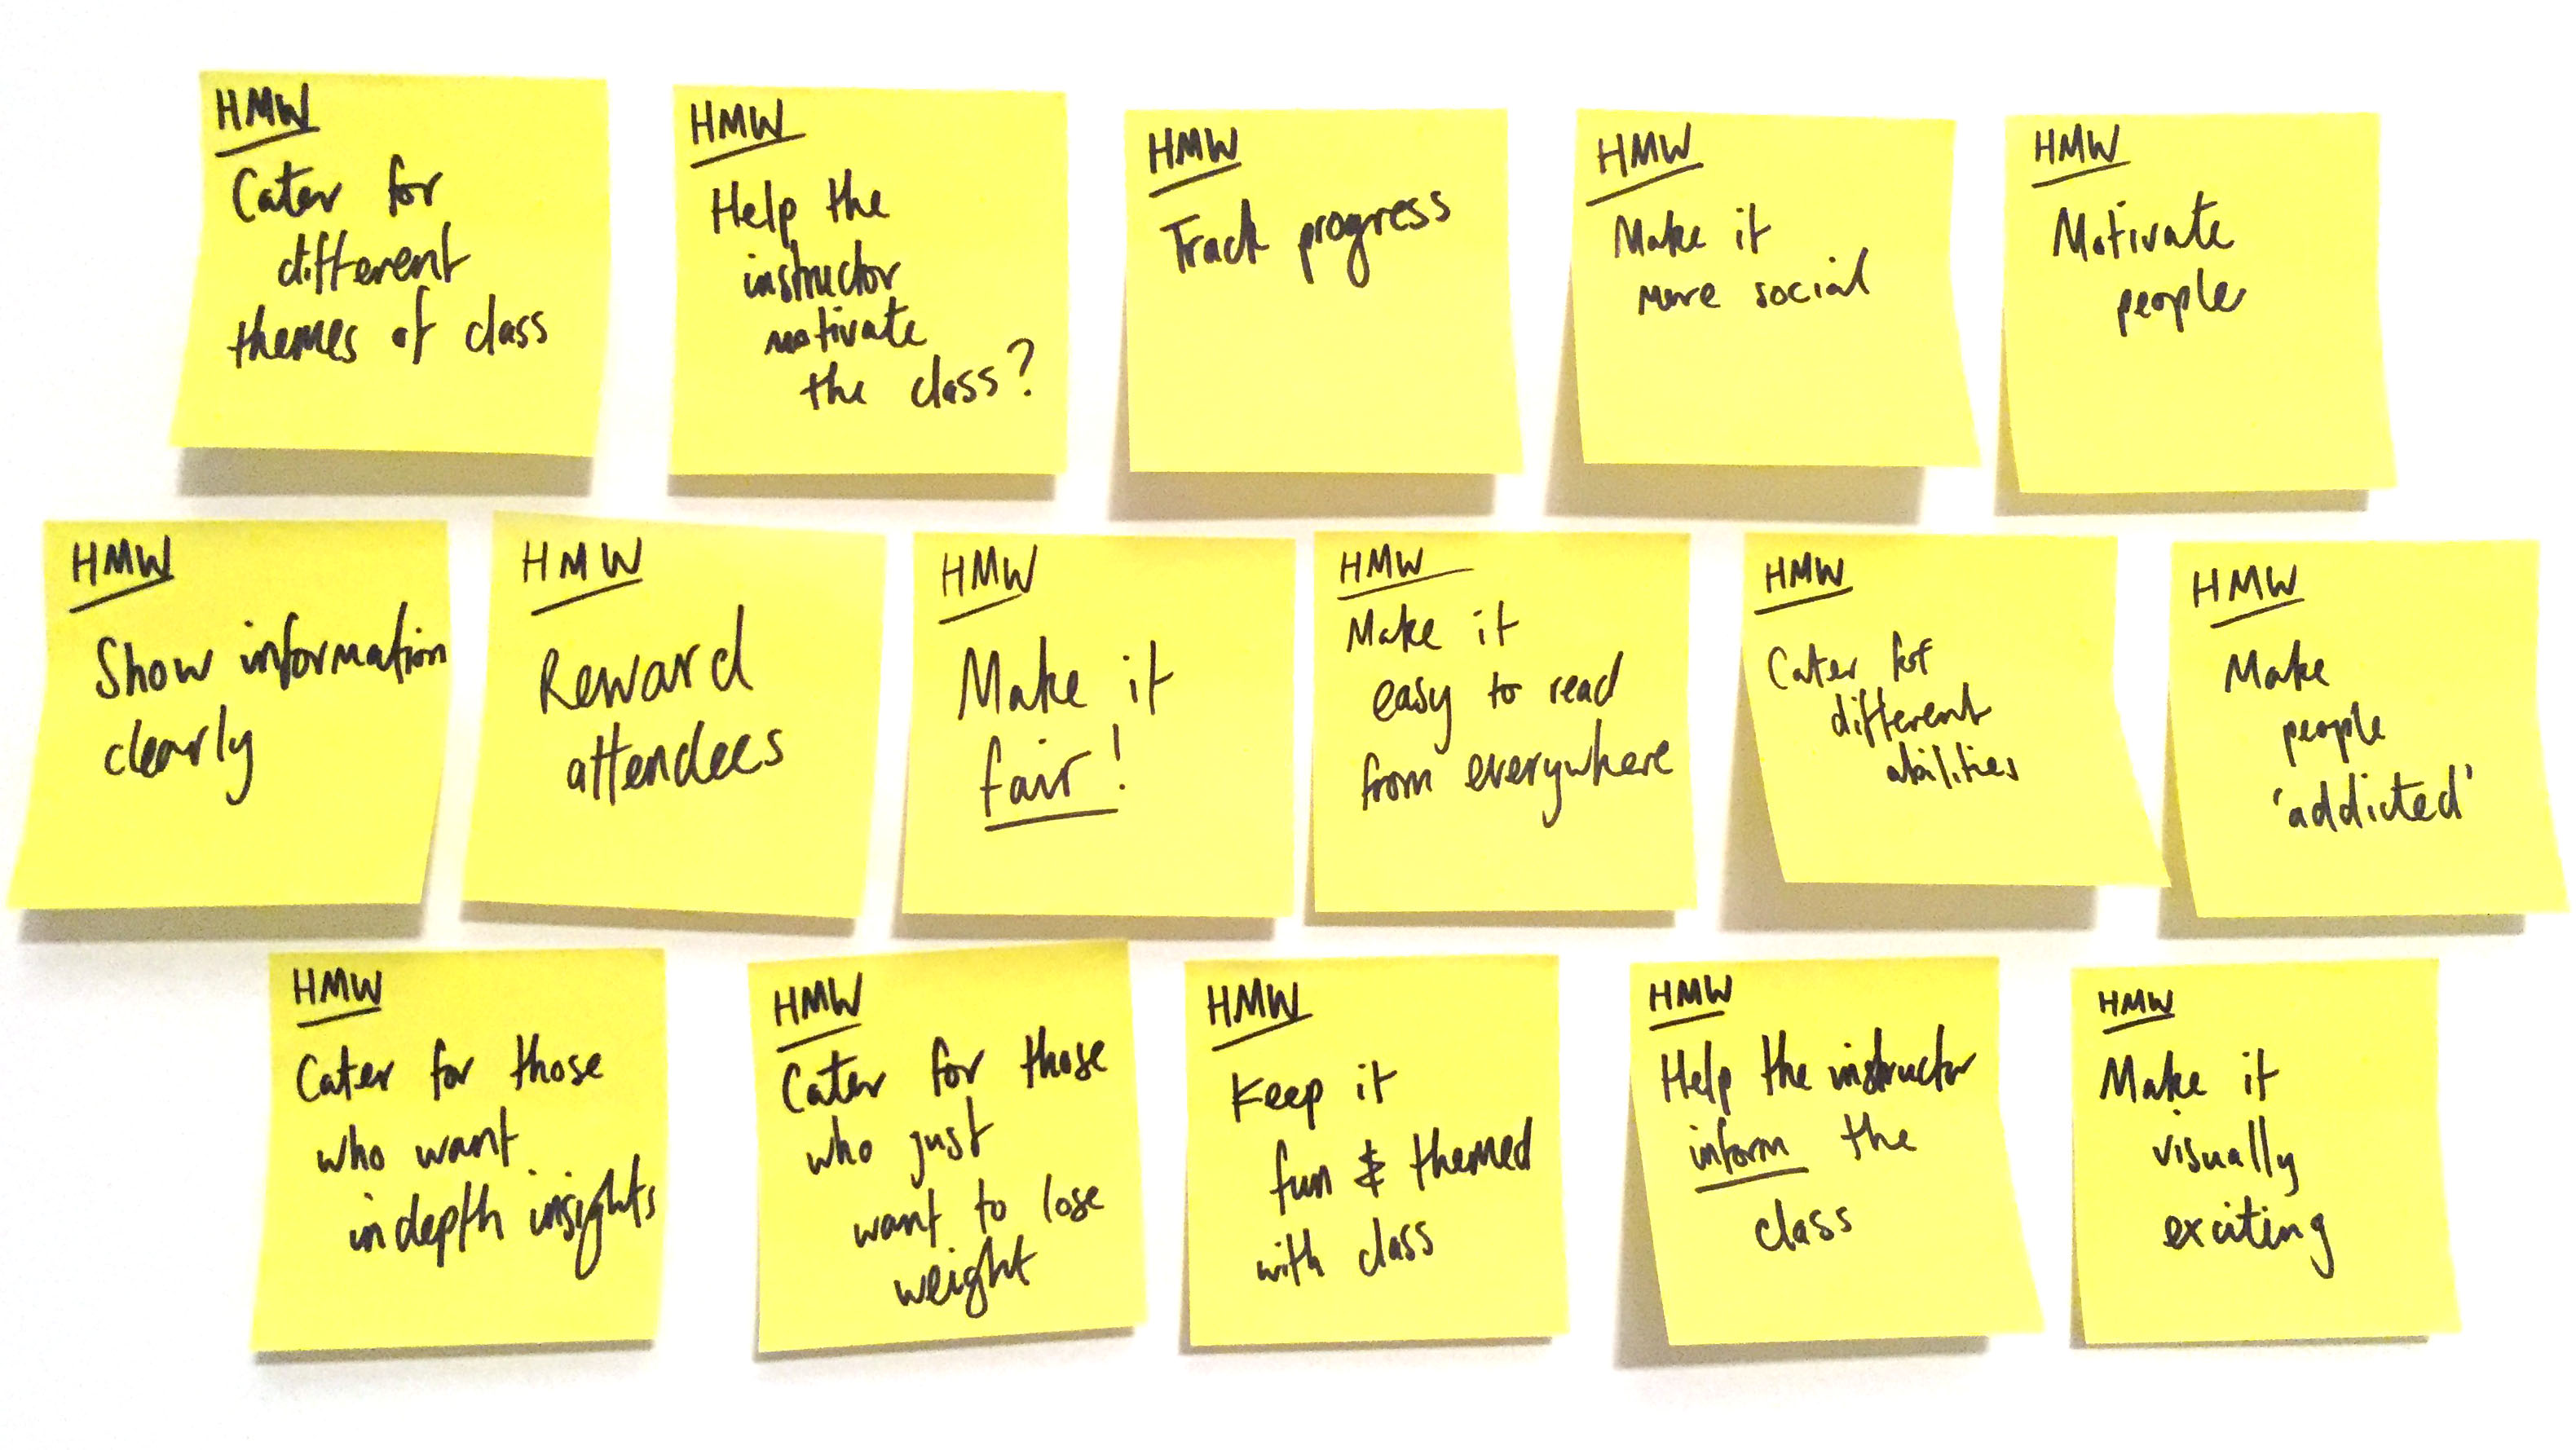 HMW
Cater for
different
themes of class
HMW
Help the
instructor
motivate
the class?
HMW
Track progress
HMW
Make it
more social
HMW
Motivate
people
HMW
Show information
clearly
HMW
Reward
attendees
HMW
Make it
fair!
HMW
Make it
easy to read
from everywhere
HMW
Cater for
different
abilities
HMW
Make
people
'addicted'
HMW
Cater for those
who want
indepth insights
HMW
Cater for those
who just
want to lose
weight
HMW
Keep it
fun & themed
with class
HMW
Help the instructor
inform the
class
HMW
Make it
visually
exciting